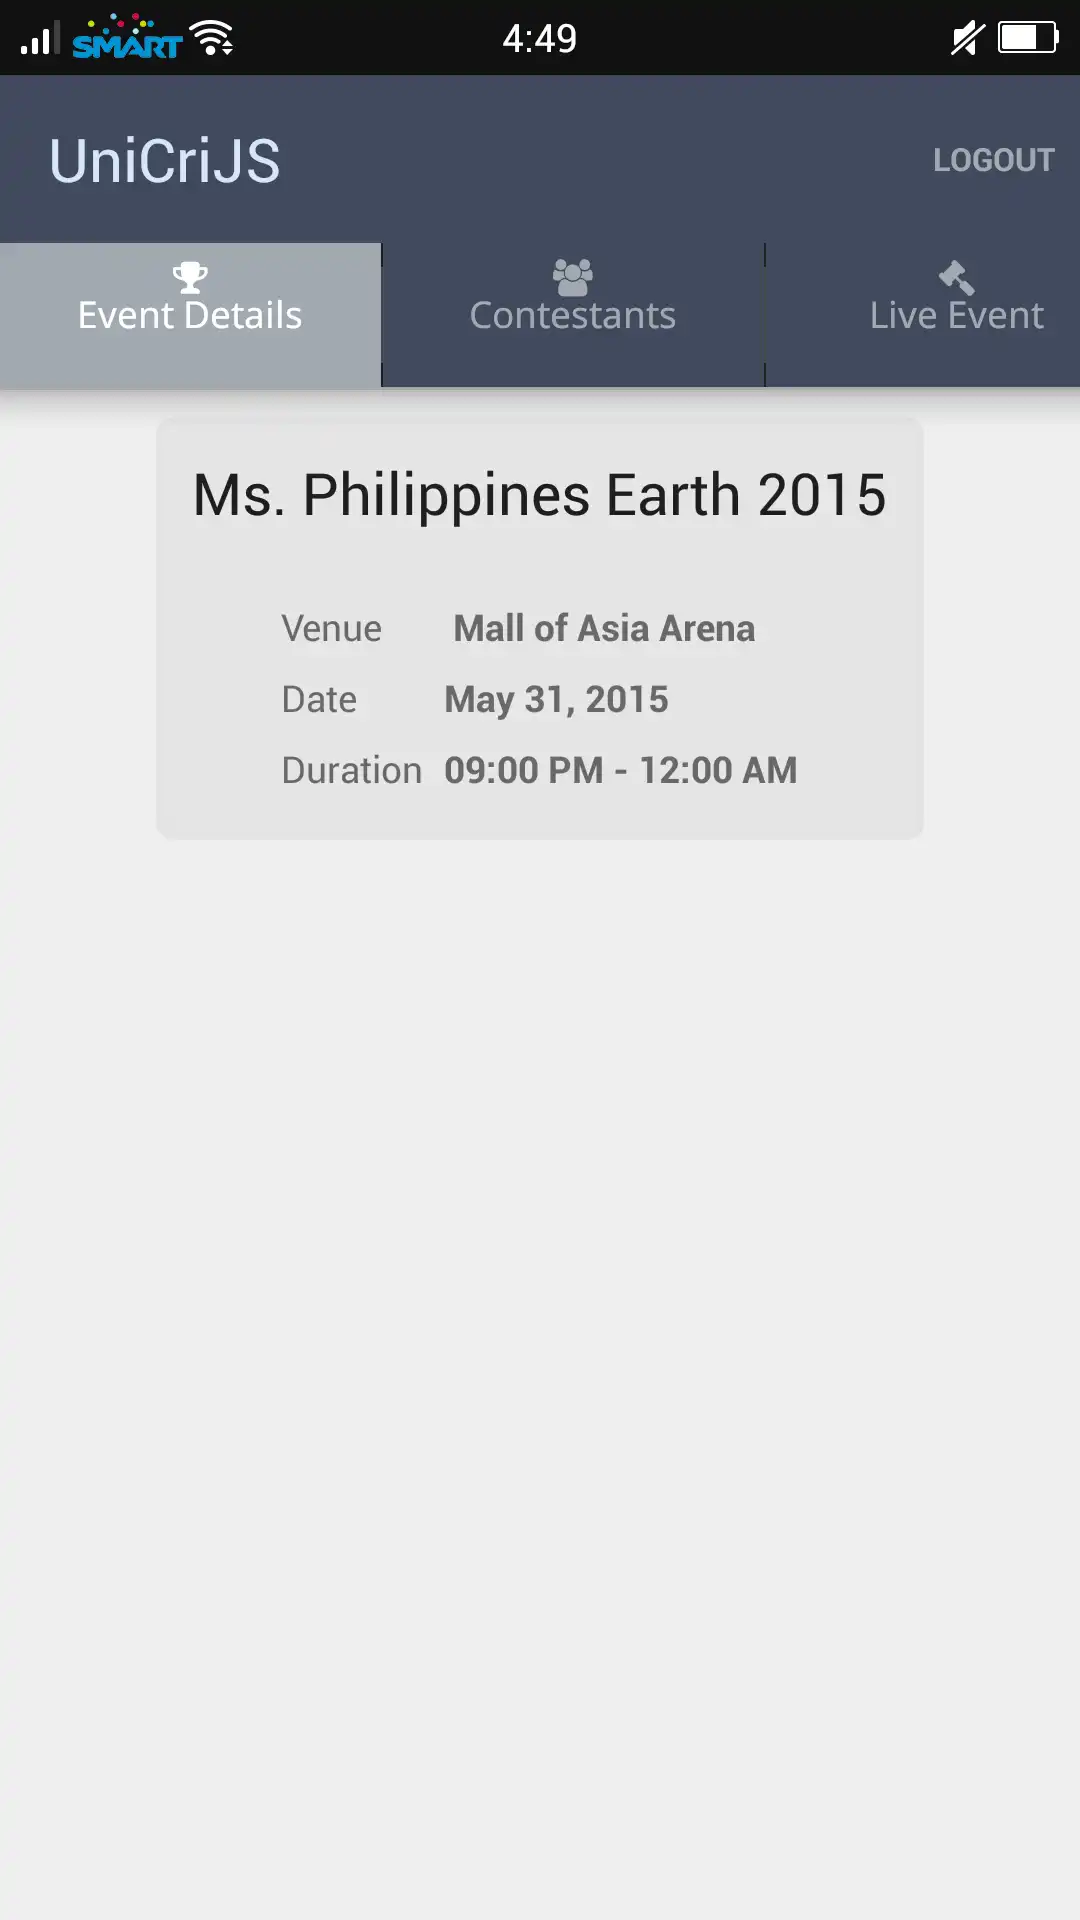 SMART 4:49
UniCriJS LOGOUT
Event Details Contestants Live Event
Ms. Philippines Earth 2015
Venue Mall of Asia Arena
Date May 31, 2015
Duration 09:00 PM - 12:00 AM